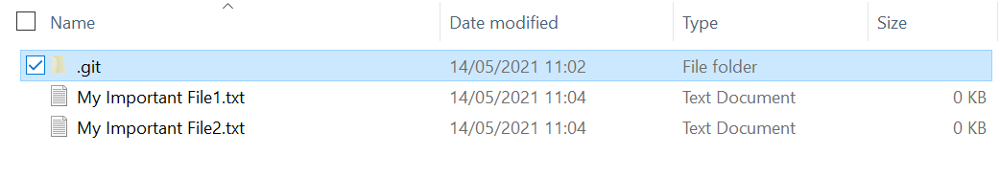 Name Date modified Type Size
.git 14/05/2021 11:02 File folder
My Important File1.txt 14/05/2021 11:04 Text Document 0 KB
My Important File2.txt 14/05/2021 11:04 Text Document 0 KB